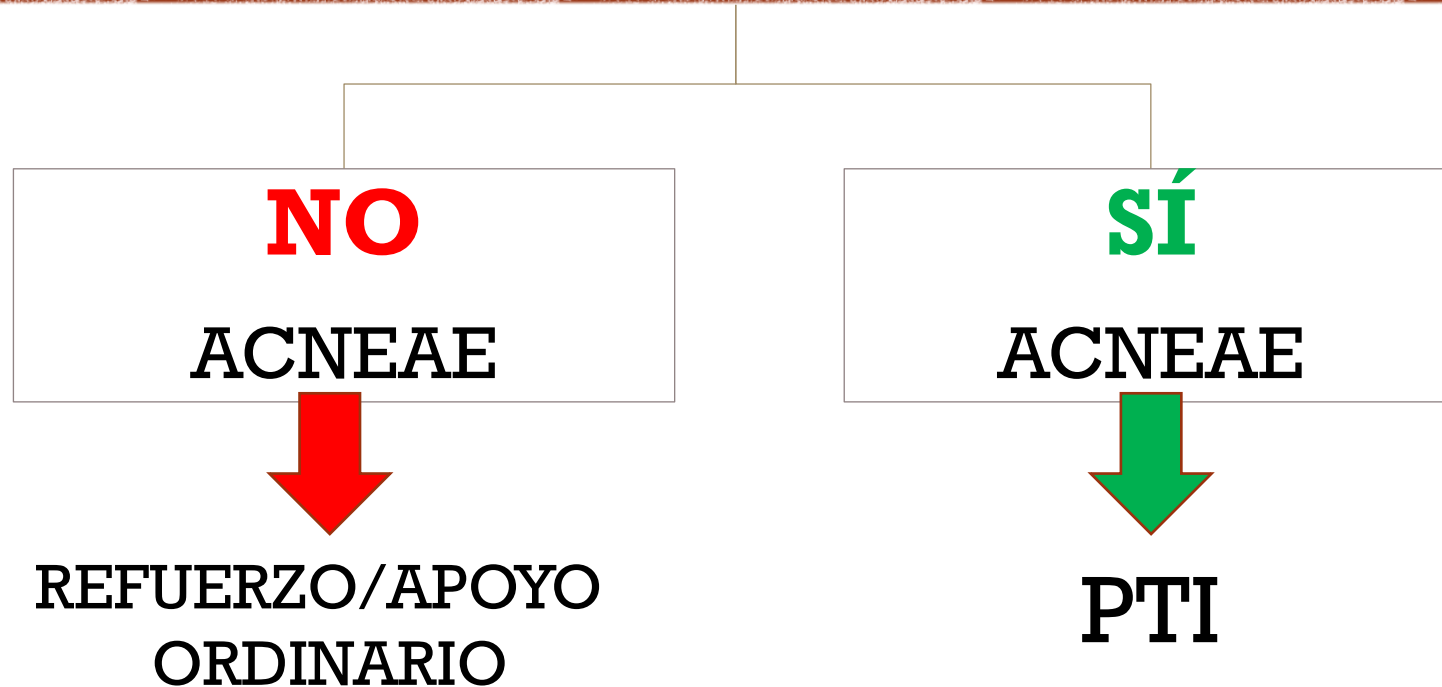 NO
ACNEAE
REFUERZO/APOYO
ORDINARIO
SÍ
ACNEAE
PTI